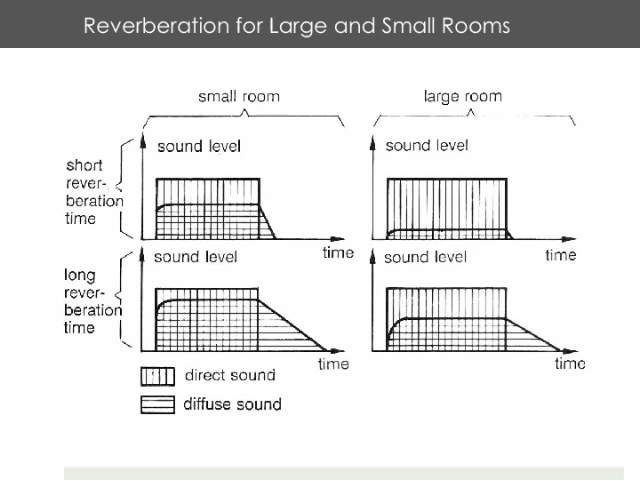 Reverberation for Large and Small Rooms
small room
large room
short
rever-
beration
time
sound level
time
sound level
time
long
rever-
beration
time
sound level
time
sound level
time
direct sound
diffuse sound